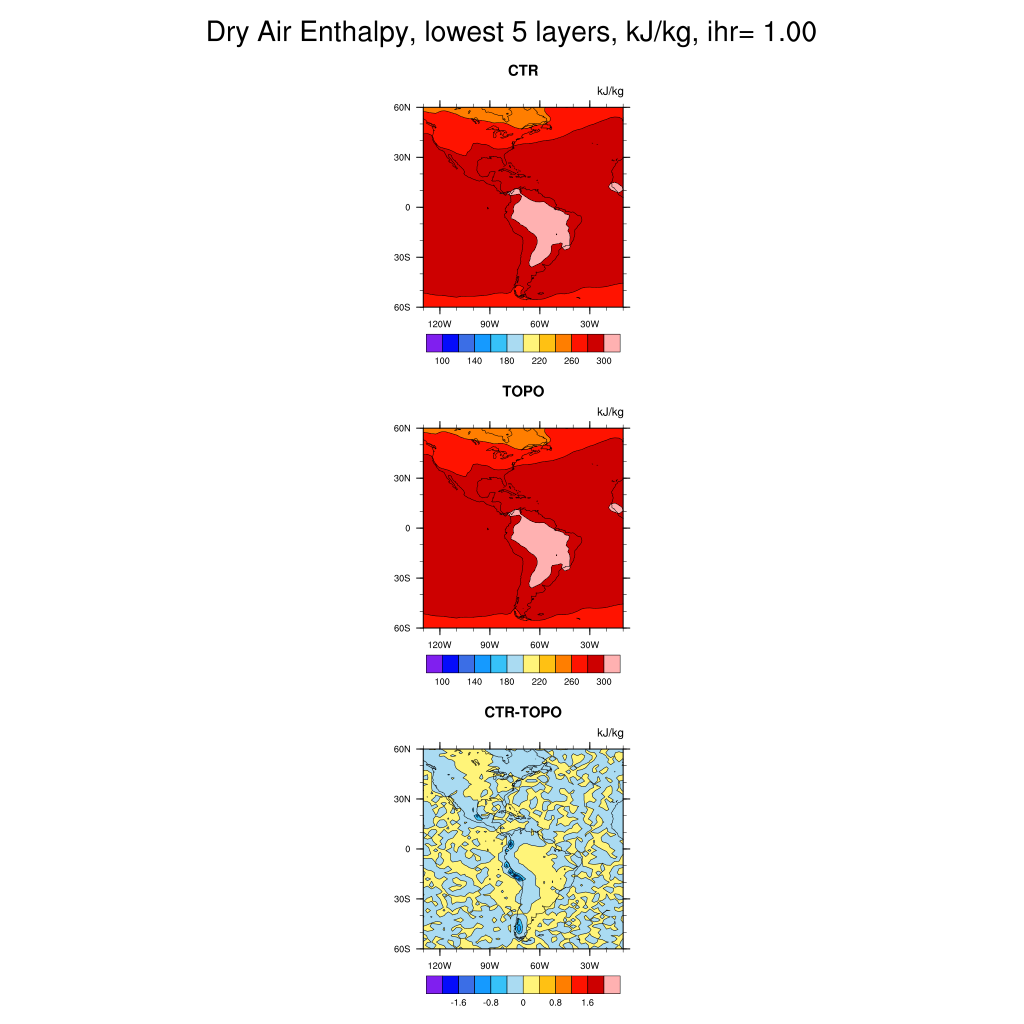 Dry Air Enthalpy, lowest 5 layers, kJ/kg, ihr= 1.00
CTR
kJ/kg
60N
30N
0
30S
60S
120W 90W 60W 30W
100 140 180 220 260 300
TOPO
kJ/kg
60N
30N
0
30S
60S
120W 90W 60W 30W
100 140 180 220 260 300
CTR-TOPO
kJ/kg
60N
30N
0
30S
60S
120W 90W 60W 30W
-1.6 -0.8 0 0.8 1.6